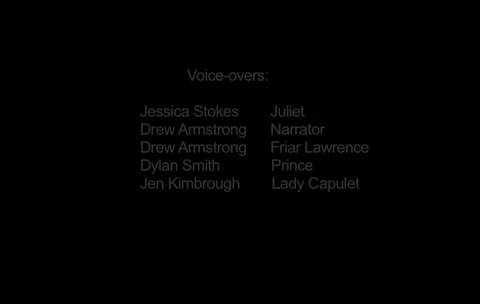 Voice-overs:
Jessica Stokes Juliet
Drew Armstrong Narrator
Drew Armstrong Friar Lawrence
Dylan Smith Prince
Jen Kimbrough Lady Capulet